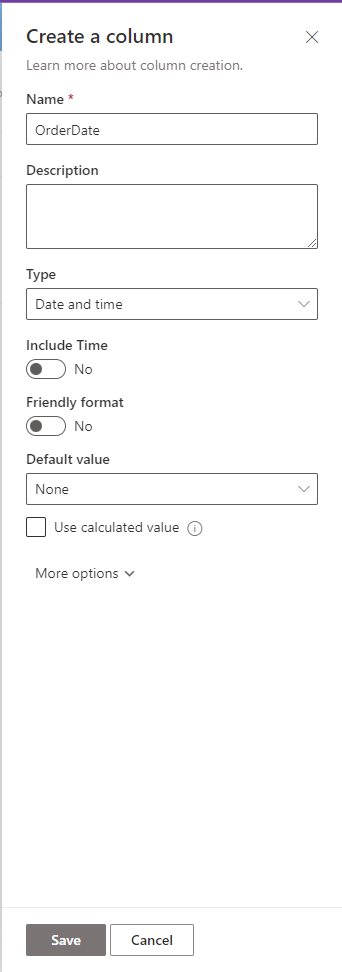 Create a column
Learn more about column creation.
Name *
OrderDate
Description
Type
Date and time
Include Time
No
Friendly format
No
Default value
None
Use calculated value
More options
Save
Cancel